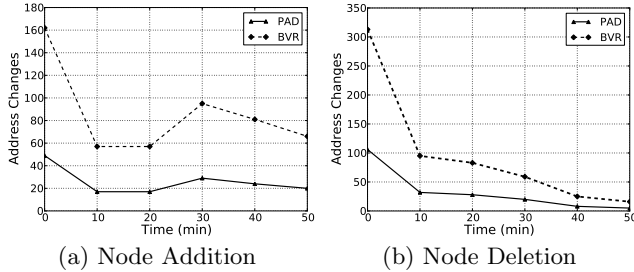 180
160
140
120
100
80
60
40
20
0
Address Changes
0 10 20 30 40 50
Time (min)
PAD
BVR
(a) Node Addition
350
300
250
200
150
100
50
0
Address Changes
0 10 20 30 40 50
Time (min)
PAD
BVR
(b) Node Deletion